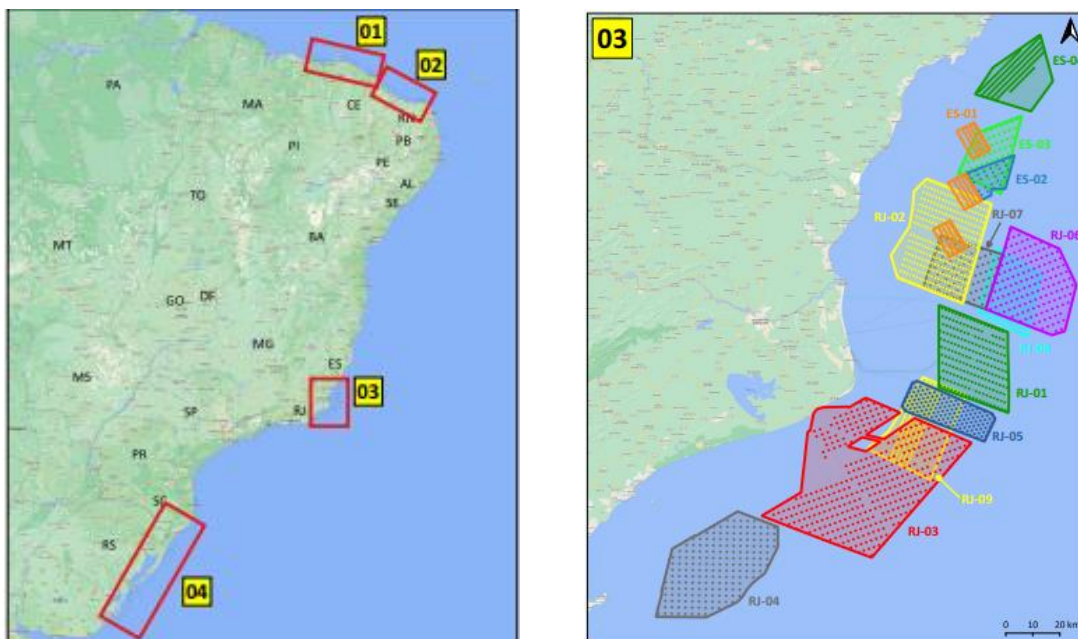 01
02
PA
MA
CE
RN
PB
PI
PE
AL
TO
SE
BA
MT
GO
DF
MG
ES
MS
03
SP
RJ
PR
SC
RS
04
03
ES-01
ES-03
ES-02
RJ-02
RJ-07
RJ-06
RJ-01
RJ-05
RJ-09
RJ-03
RJ-04
0 10 20 km